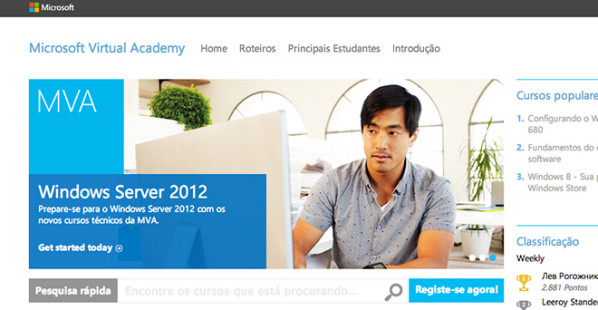 Microsoft
Microsoft Virtual Academy Home Roteiros Principais Estudantes Introdução
MVA
Windows Server 2012
Prepare-se para o Windows Server 2012 com os
novos cursos técnicos da MVA.
Get started today
Pesquisa rápida Encontre os cursos que está procurando... Registe-se agora!
Cursos populare
1. Configurando o W
680
2. Fundamentos do
software
3. Windows 8 - Sua
Windows Store
Classificação
Weekly
Лев Рогожник
2.881 Pontos
Leeroy Stander